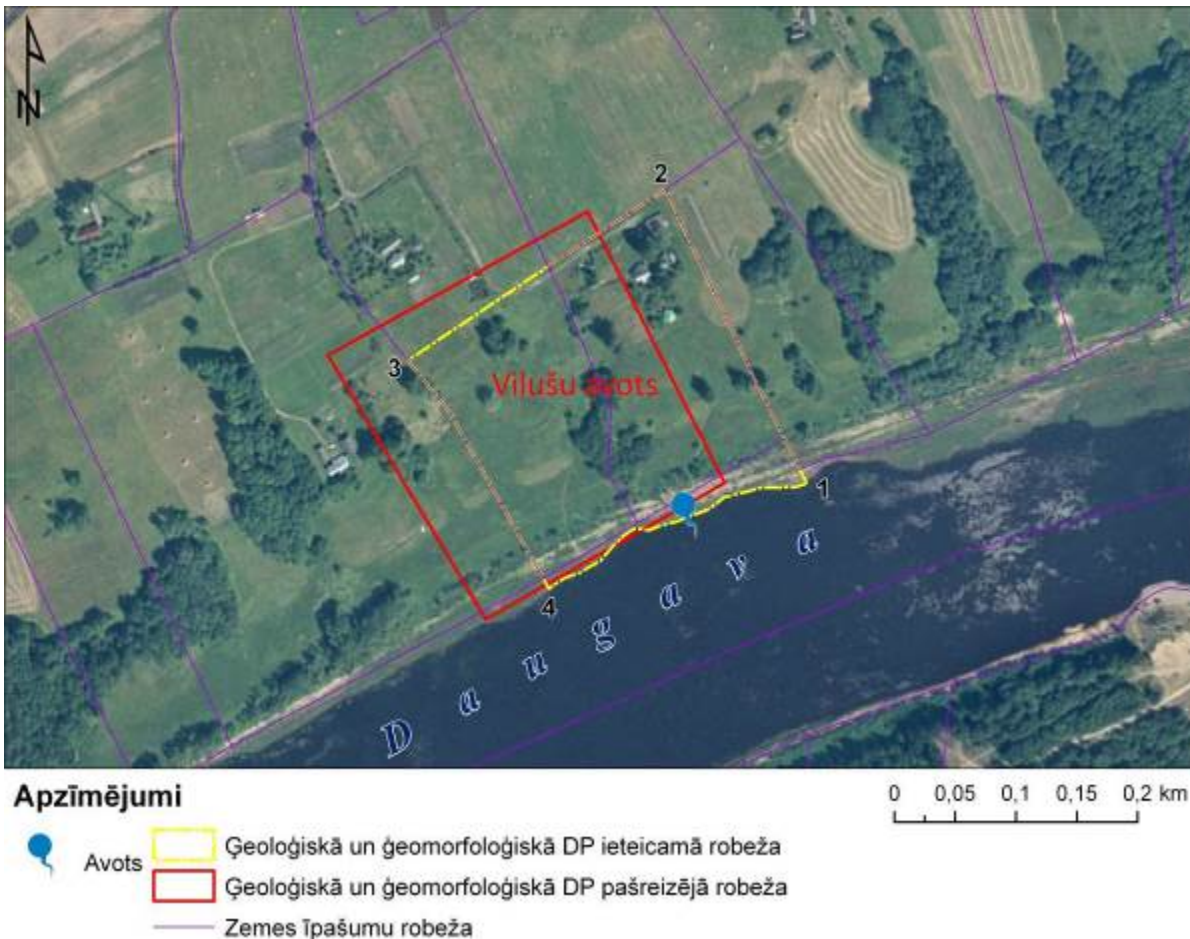 N
2
3
Viļušu avots
1
4
Daugava
Apzīmējumi
0 0,05 0,1 0,15 0,2 km
Avots
Ģeoloģiskā un ģeomorfoloģiskā DP ieteicamā robeža
Ģeoloģiskā un ģeomorfoloģiskā DP pašreizējā robeža
Zemes īpašumu robeža